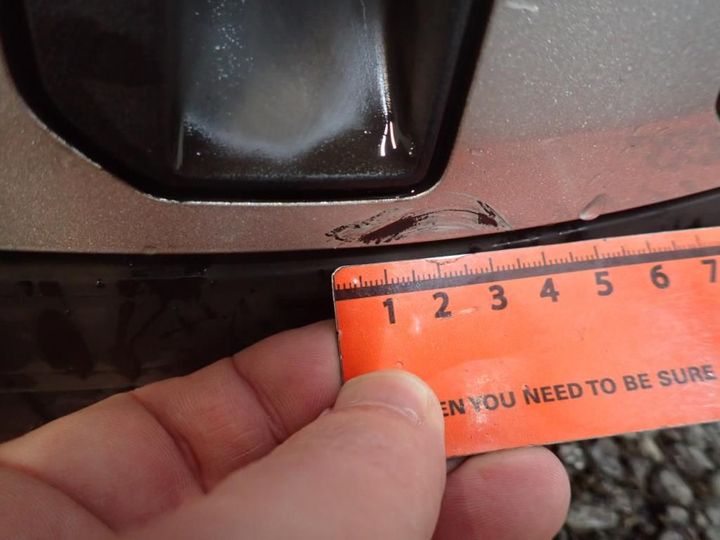 1 2 3 4 5 6 7
EN YOU NEED TO BE SURE